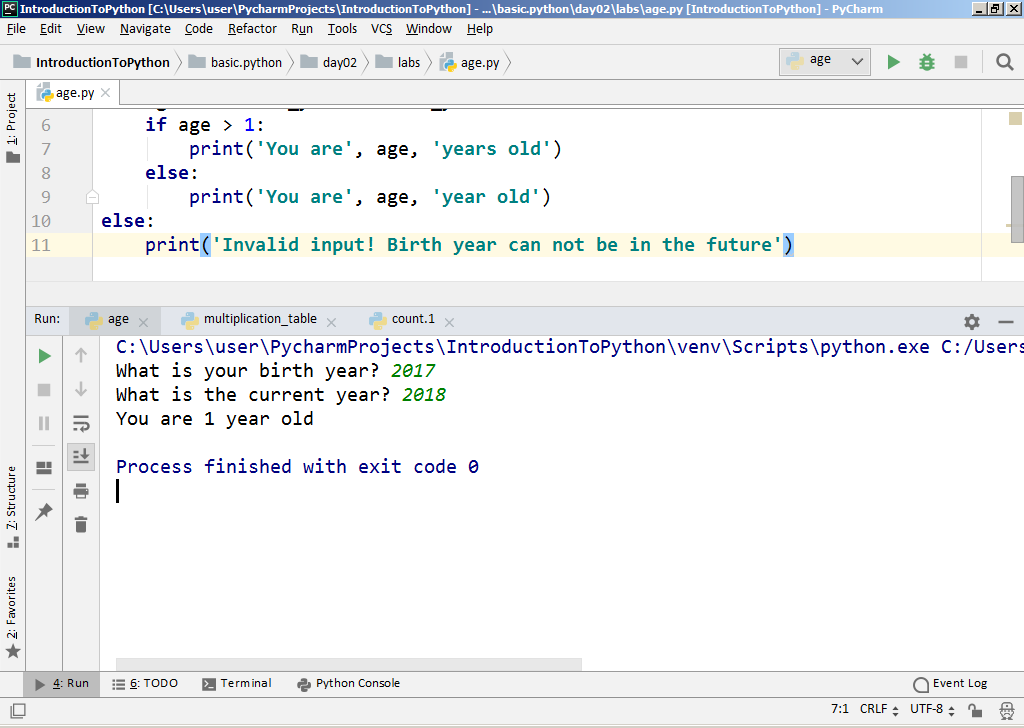 IntroductionToPython [C:\Users\user\PycharmProjects\IntroductionToPython] - ...\basic.python\day02\labs\age.py [IntroductionToPython] - PyCharm
File Edit View Navigate Code Refactor Run Tools VCS Window Help
IntroductionToPython basic.python day02 labs age.py age
1: Project
age.py
6 if age > 1:
7 print('You are', age, 'years old')
8 else:
9 print('You are', age, 'year old')
10 else:
11 print('Invalid input! Birth year can not be in the future')
Run: age multiplication_table count.1
C:\Users\user\PycharmProjects\IntroductionToPython\venv\Scripts\python.exe C:/Users
What is your birth year? 2017
What is the current year? 2018
You are 1 year old
Process finished with exit code 0
7: Structure
2: Favorites
4: Run 6: TODO Terminal Python Console Event Log
7:1 CRLF UTF-8